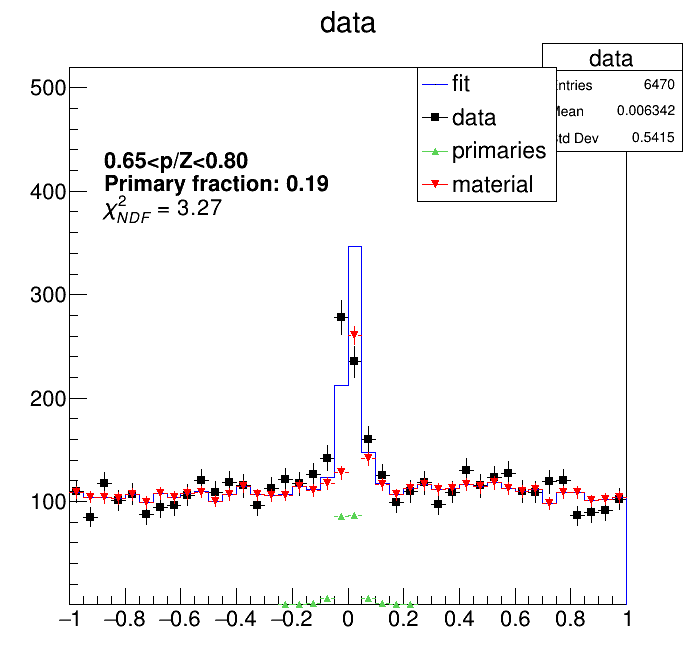 data
data
Entries 6470
Mean 0.006342
Std Dev 0.5415
fit
data
primaries
material
0.65<p/Z<0.80
Primary fraction: 0.19
χ²NDF = 3.27
500
400
300
200
100
−1 −0.8 −0.6 −0.4 −0.2 0 0.2 0.4 0.6 0.8 1